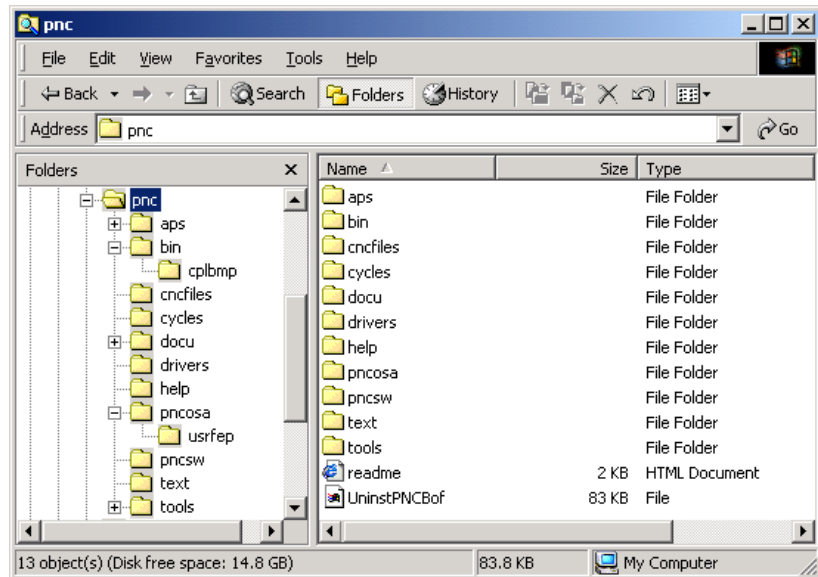 pnc
File Edit View Favorites Tools Help
Back Search Folders History
Address pnc Go
Folders x
pnc
aps
bin
cplbmp
cncfiles
cycles
docu
drivers
help
pncosa
usrfep
pncsw
text
tools
Name Size Type
aps File Folder
bin File Folder
cncfiles File Folder
cycles File Folder
docu File Folder
drivers File Folder
help File Folder
pncosa File Folder
pncsw File Folder
text File Folder
tools File Folder
readme 2 KB HTML Document
UninstPNCBof 83 KB File
13 object(s) (Disk free space: 14.8 GB) 83.8 KB My Computer